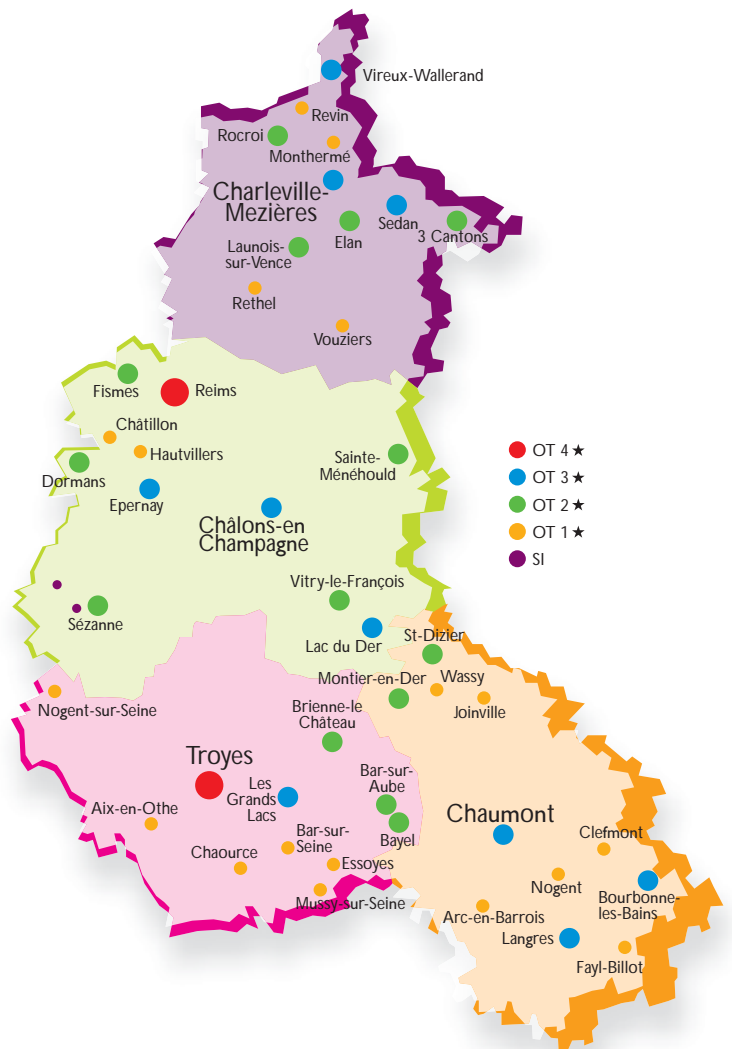 Vireux-Wallerand
Revin
Rocroi
Monthermé
Charleville-
Mezières
Sedan
3 Cantons
Elan
Launois-
sur-Vence
Rethel
Vouziers
Fismes
Reims
Châtillon
Hautvillers
Sainte-
Ménéhould
Dormans
Epernay
Châlons-en
Champagne
OT 4 ★
OT 3 ★
OT 2 ★
OT 1 ★
SI
Vitry-le-François
Sézanne
Lac du Der
St-Dizier
Montier-en-Der
Wassy
Joinville
Nogent-sur-Seine
Brienne-le
Château
Troyes
Les
Grands
Lacs
Bar-sur-
Aube
Bayel
Aix-en-Othe
Bar-sur-
Seine
Chaource
Essoyes
Mussy-sur-Seine
Chaumont
Clefmont
Nogent
Bourbonne-
les-Bains
Arc-en-Barrois
Langres
Fayl-Billot